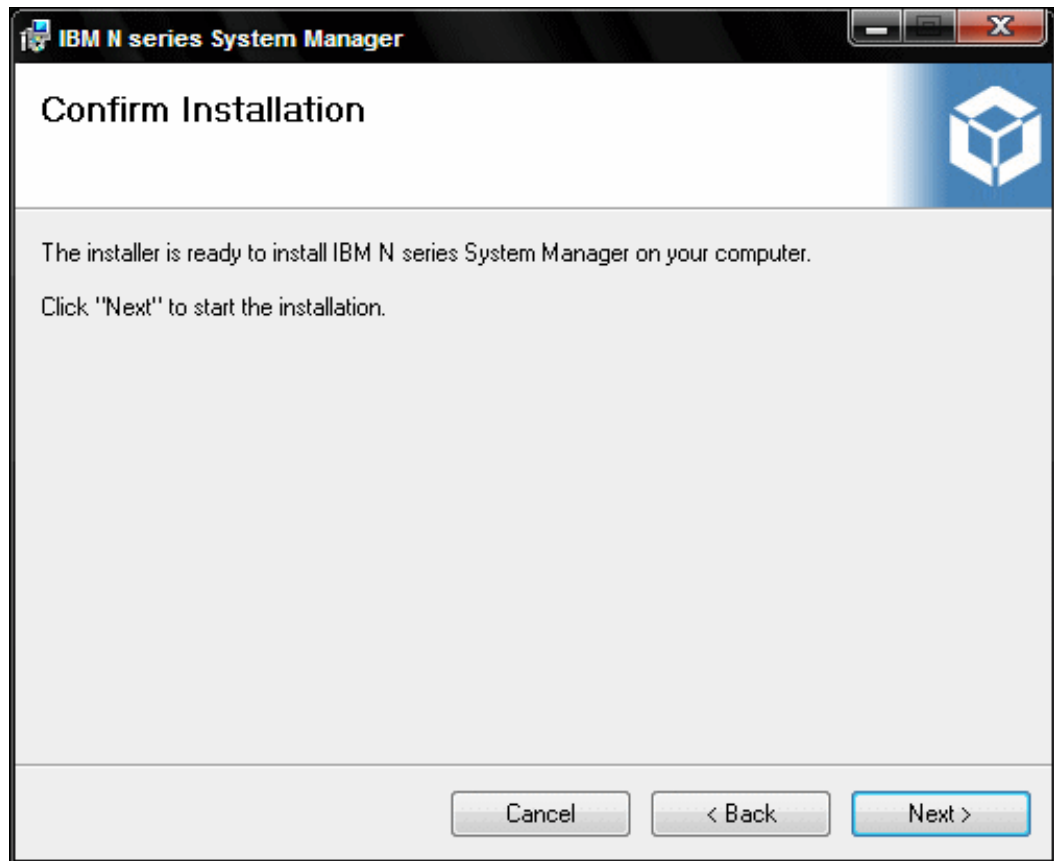 IBM N series System Manager
Confirm Installation
The installer is ready to install IBM N series System Manager on your computer.
Click "Next" to start the installation.
Cancel
< Back
Next >